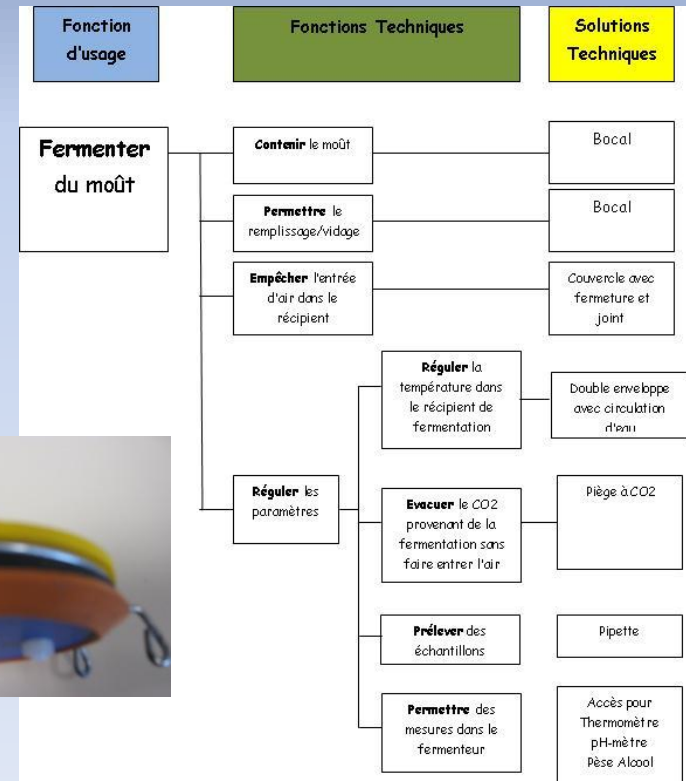 Fonction
d'usage
Fonctions Techniques
Solutions
Techniques
Fermenter
du moût
Contenir le moût
Bocal
Permettre le
remplissage/vidage
Bocal
Empêcher l'entrée
d'air dans le
récipient
Couvercle avec
fermeture et
joint
Réguler les
paramètres
Réguler la
température dans
le récipient de
fermentation
Double enveloppe
avec circulation
d'eau
Evacuer le CO2
provenant de la
fermentation sans
faire entrer l'air
Piège à CO2
Prélever des
échantillons
Pipette
Permettre des
mesures dans le
fermenteur
Accès pour
Thermomètre
pH-mètre
Pèse Alcool